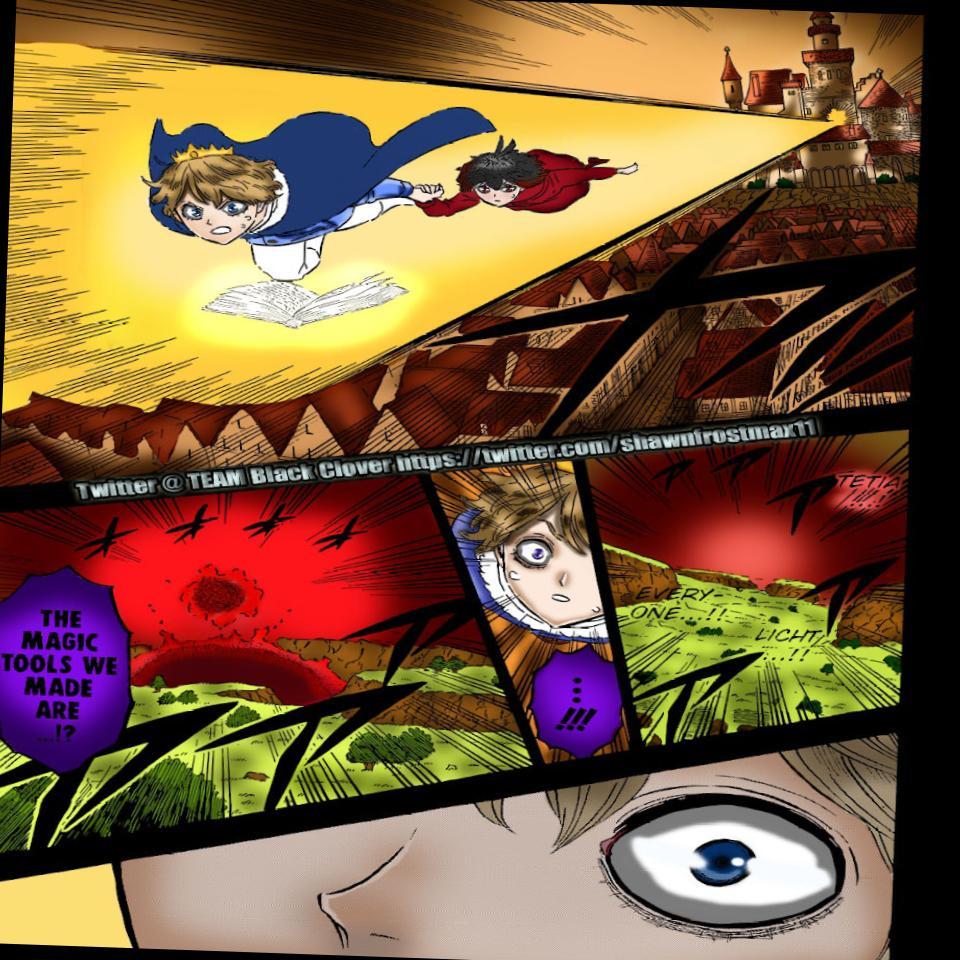 Twitter @ TEAM Black Clover https://twitter.com/shawnfrostmax11
THE
MAGIC
TOOLS WE
MADE
ARE
...!?
...!!!
TETIA
!!!!
EVERY-
ONE...!!
LICHT
...!!!